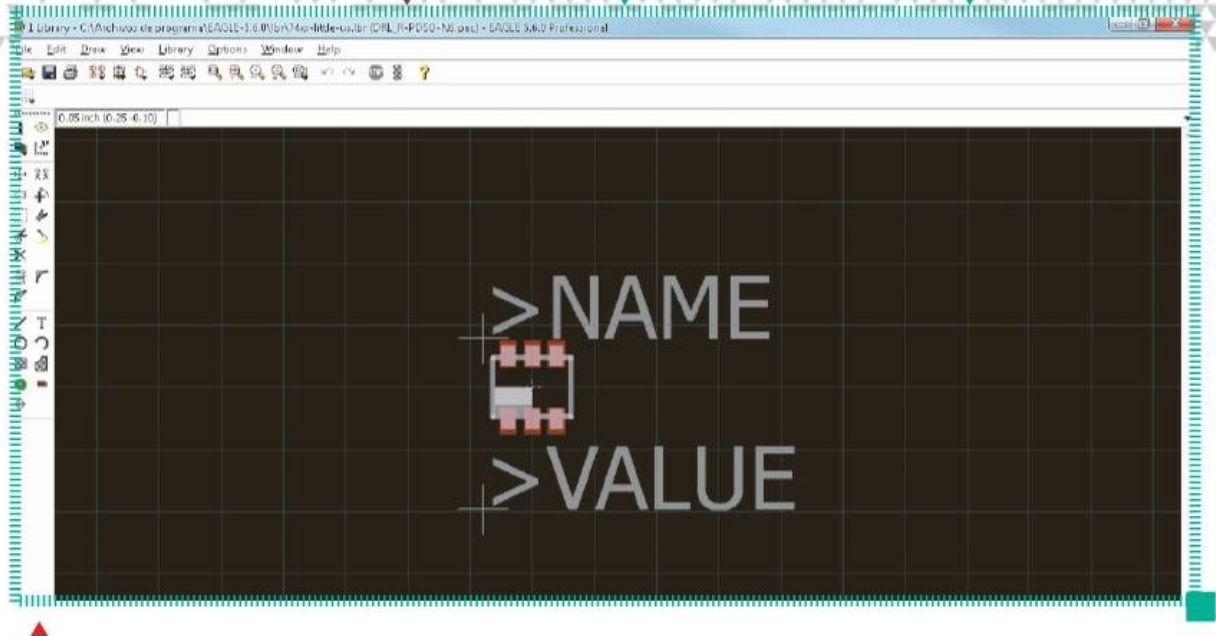 1 Library - C:\Archivos de programa\EAGLE-5.6.0\lbr\74xx-little-us.lbr (DRL_R-PDSO-N6.pac) - EAGLE 5.6.0 Professional
Edit Draw View Library Options Window Help
0.05 inch (0.25 -0.10)
>NAME
>VALUE